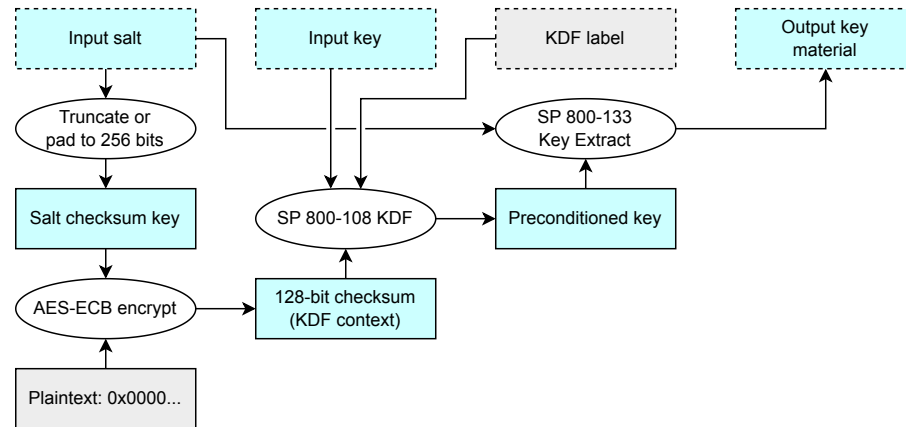 Input salt
Input key
KDF label
Output key
material
Truncate or
pad to 256 bits
SP 800-133
Key Extract
Salt checksum key
SP 800-108 KDF
Preconditioned key
AES-ECB encrypt
128-bit checksum
(KDF context)
Plaintext: 0x0000...